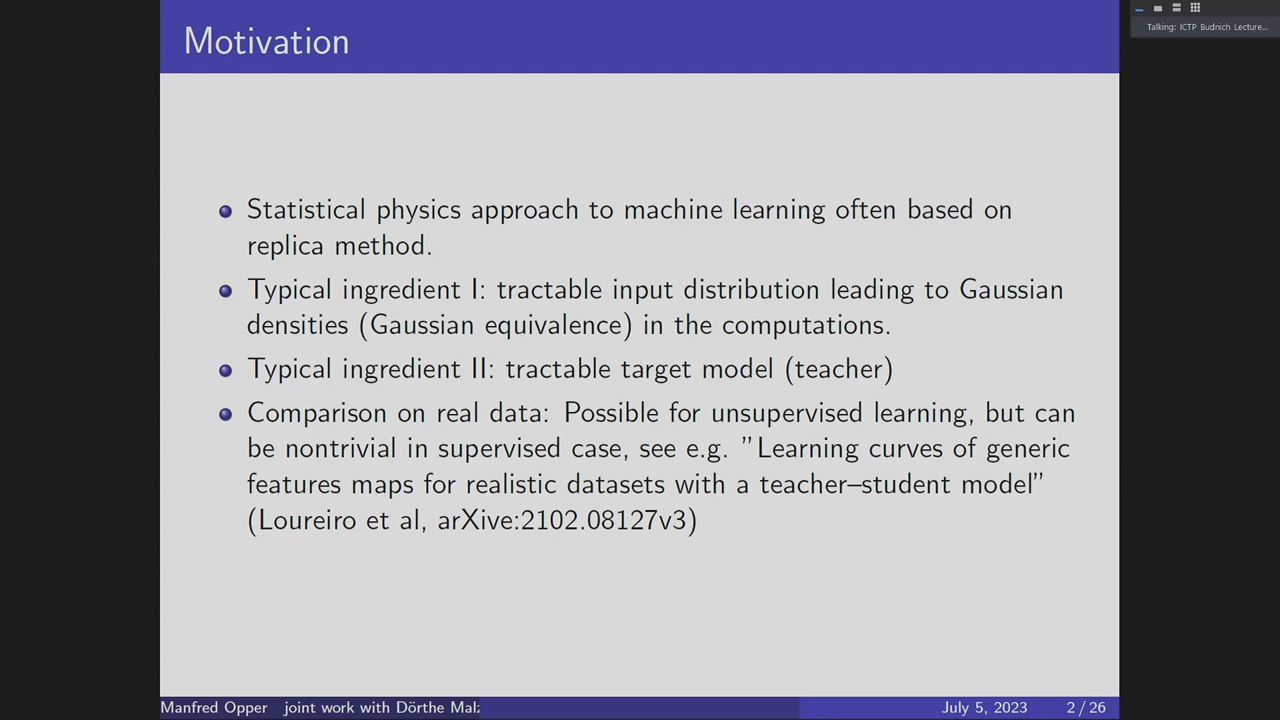 Motivation
Talking: ICTP Budnich Lecture...
Statistical physics approach to machine learning often based on
replica method.
Typical ingredient I: tractable input distribution leading to Gaussian
densities (Gaussian equivalence) in the computations.
Typical ingredient II: tractable target model (teacher)
Comparison on real data: Possible for unsupervised learning, but can
be nontrivial in supervised case, see e.g. ”Learning curves of generic
features maps for realistic datasets with a teacher–student model”
(Loureiro et al, arXive:2102.08127v3)
Manfred Opper joint work with Dörthe Malz
July 5, 2023 2 / 26